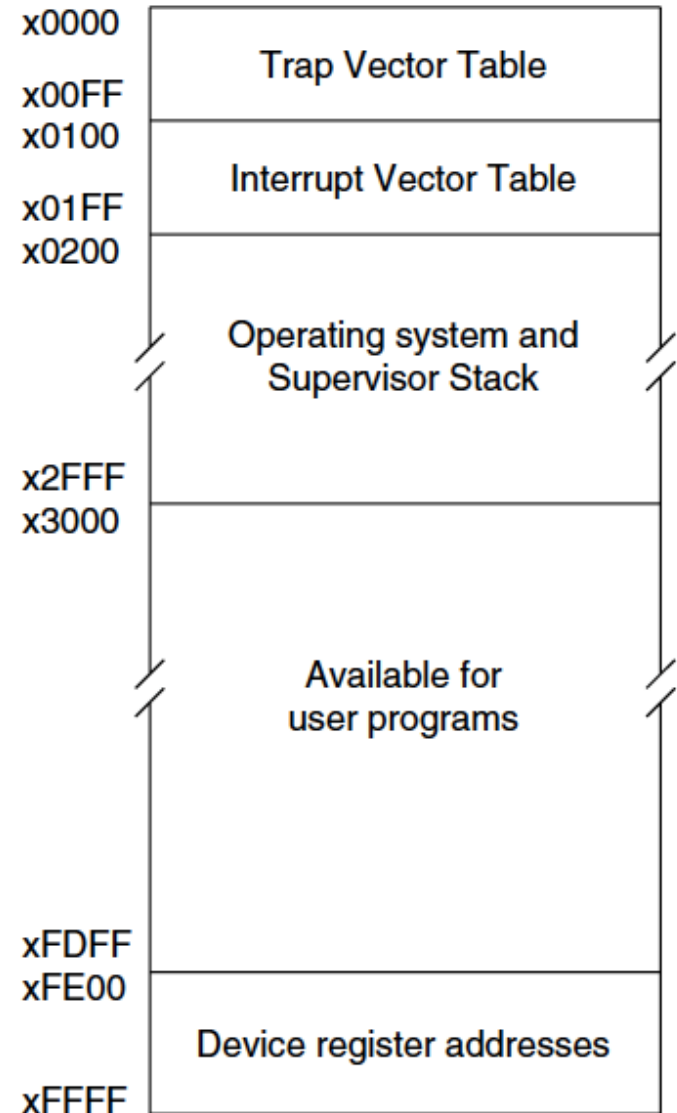 x0000
Trap Vector Table
x00FF
x0100
Interrupt Vector Table
x01FF
x0200
Operating system and
Supervisor Stack
x2FFF
x3000
Available for
user programs
xFDFF
xFE00
Device register addresses
xFFFF